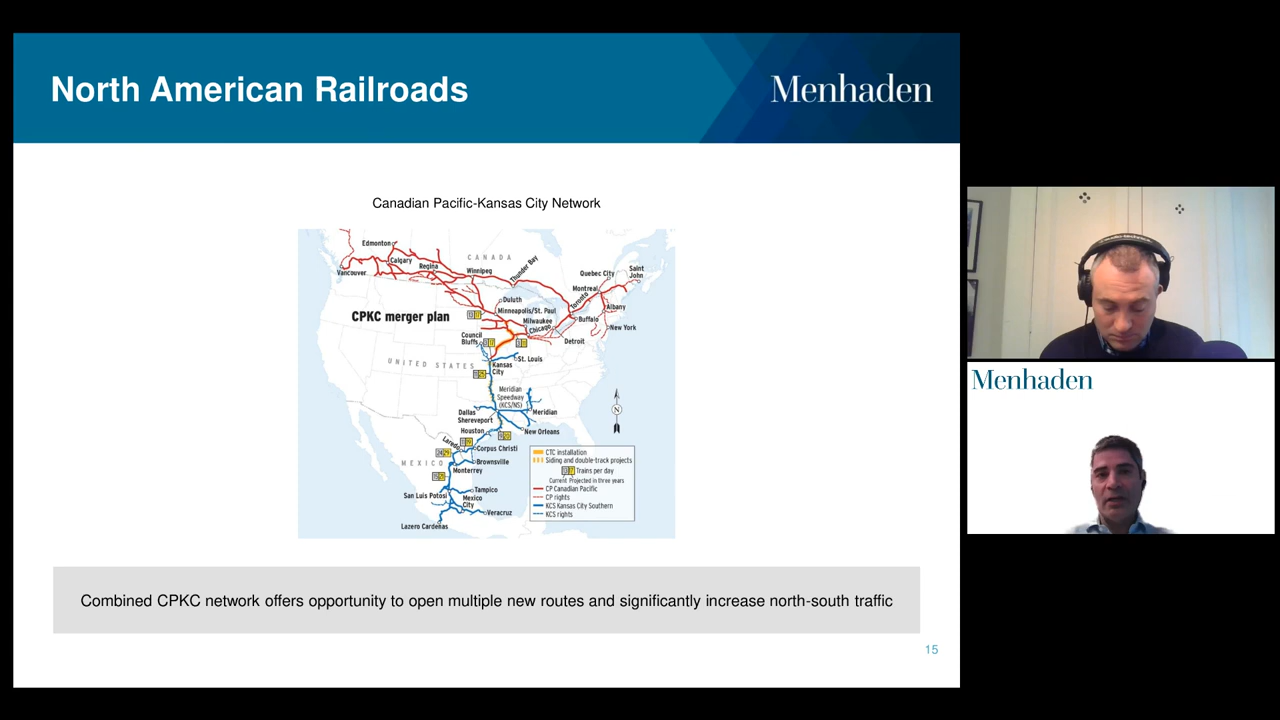 North American Railroads
Menhaden
Canadian Pacific-Kansas City Network
Edmonton
Calgary
Regina
Winnipeg
CANADA
Thunder Bay
Vancouver
Quebec City
Saint
John
Montreal
Toronto
Albany
Duluth
Minneapolis/St. Paul
CPKC merger plan
Milwaukee
Chicago
Buffalo
New York
Detroit
Council
Bluffs
St. Louis
UNITED STATES
Kansas
City
Meridian
Speedway
(KCS/NS)
Dallas
Shereveport
Meridian
Houston
New Orleans
Laredo
Corpus Christi
MEXICO
Brownsville
Monterrey
N
San Luis Potosi
Tampico
Mexico
City
Veracruz
Lazero Cardenas
CTC installation
Siding and double-track projects
Trains per day
Current Projected in three years
CP Canadian Pacific
CP rights
KCS Kansas City Southern
KCS rights
Combined CPKC network offers opportunity to open multiple new routes and significantly increase north-south traffic
15
Menhaden